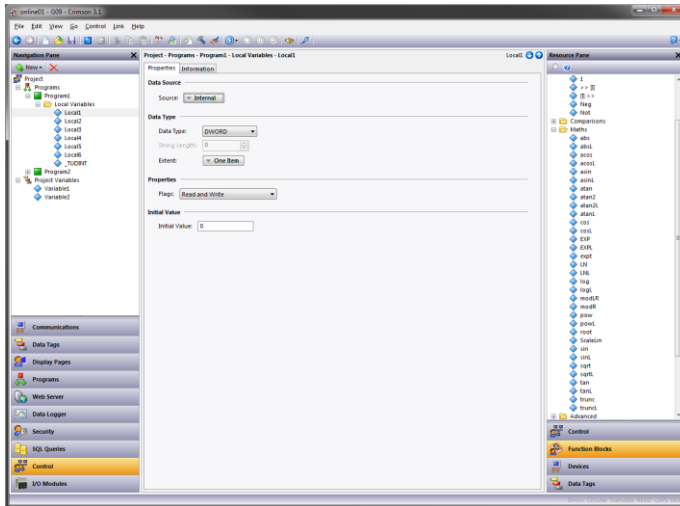 online01 - G09 - Crimson 3.1
File Edit View Go Control Link Help
Navigation Pane
New
Project
Programs
Program1
Local Variables
Local1
Local2
Local3
Local4
Local5
Local6
_TUDINT
Program2
Project Variables
Variable1
Variable2
Communications
Data Tags
Display Pages
Programs
Web Server
Data Logger
Security
SQL Queries
Control
I/O Modules
Project - Programs - Program1 - Local Variables - Local1
Local1
Properties Information
Data Source
Source: Internal
Data Type
Data Type: DWORD
String Length: 0
Extent: One Item
Properties
Flags: Read and Write
Initial Value
Initial Value: 0
Resource Pane
1
>> []
[] >>
Neg
Not
Comparisons
Maths
abs
absL
acos
acosL
asin
asinL
atan
atan2
atan2L
atanL
cos
cosL
EXP
EXPL
expt
LN
LNL
log
logL
modLR
modR
pow
powL
root
ScaleLin
sin
sinL
sqrt
sqrtL
tan
tanL
trunc
truncL
Advanced
Control
Function Blocks
Devices
Data Tags